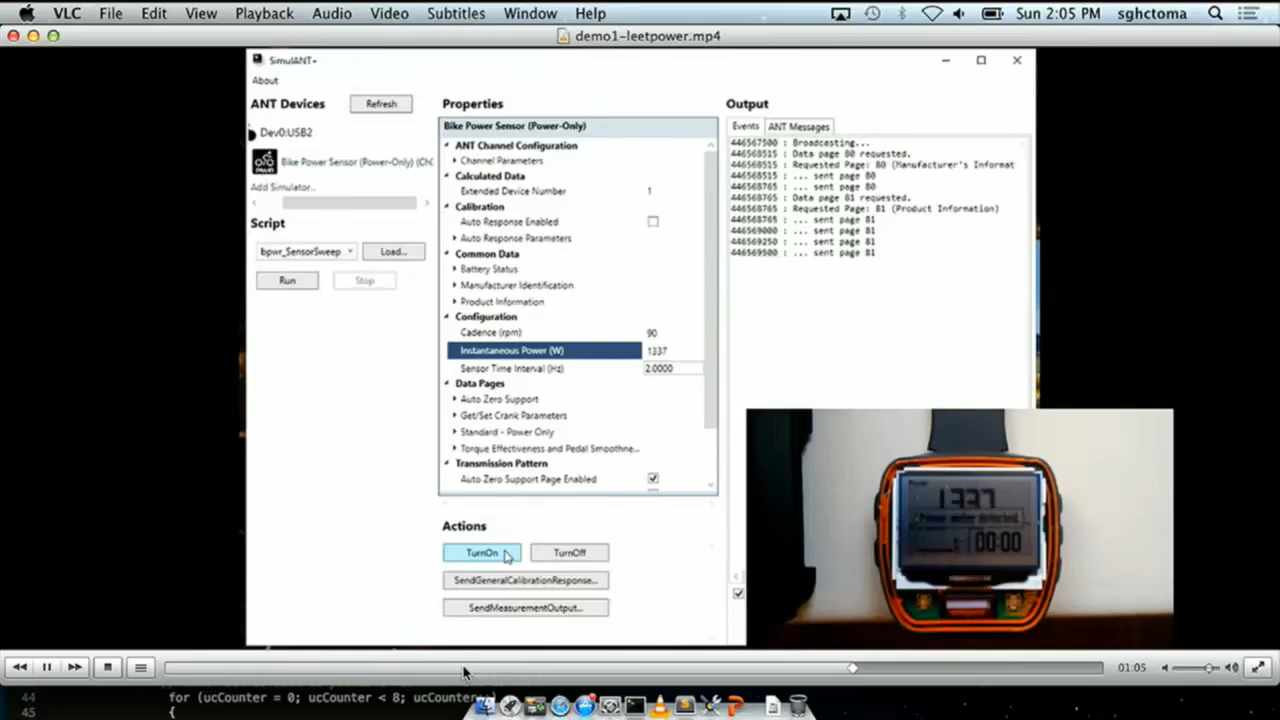 VLC File Edit View Playback Audio Video Subtitles Window Help Sun 2:05 PM sghctoma
demo1-leetpower.mp4
SimulANT+
About
ANT Devices Refresh
Dev0:USB2
Bike Power Sensor (Power-Only) (Ch
Add Simulator..
Script
bpwr_SensorSweep Load...
Run Stop
Properties
Bike Power Sensor (Power-Only)
ANT Channel Configuration
Channel Parameters
Calculated Data
Extended Device Number 1
Calibration
Auto Response Enabled
Auto Response Parameters
Common Data
Battery Status
Manufacturer Identification
Product Information
Configuration
Cadence (rpm) 90
Instantaneous Power (W) 1337
Sensor Time Interval (Hz) 2.0000
Data Pages
Auto Zero Support
Get/Set Crank Parameters
Standard - Power Only
Torque Effectiveness and Pedal Smoothne...
Transmission Pattern
Auto Zero Support Page Enabled
Actions
TurnOn TurnOff
SendGeneralCalibrationResponse...
SendMeasurementOutput...
Output
Events ANT Messages
446567500 : Broadcasting...
446568515 : Data page 80 requested.
446568515 : Requested Page: 80 (Manufacturer's Informat
446568515 : ... sent page 80
446568765 : ... sent page 80
446568765 : Data page 81 requested.
446568765 : Requested Page: 81 (Product Information)
446568765 : ... sent page 81
446569000 : ... sent page 81
446569250 : ... sent page 81
446569500 : ... sent page 81
Power
1337
Power meter detected.
00:00
01:05
44 for (ucCounter = 0; ucCounter < 8; ucCounter
45 {